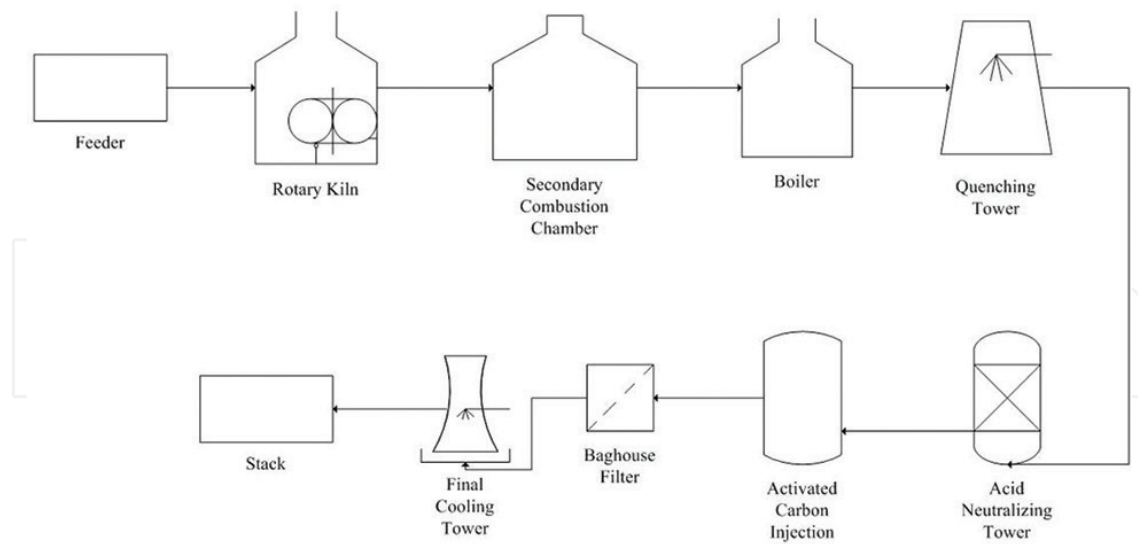 Feeder
Rotary Kiln
Secondary
Combustion
Chamber
Boiler
Quenching
Tower
Stack
Final
Cooling
Tower
Baghouse
Filter
Activated
Carbon
Injection
Acid
Neutralizing
Tower